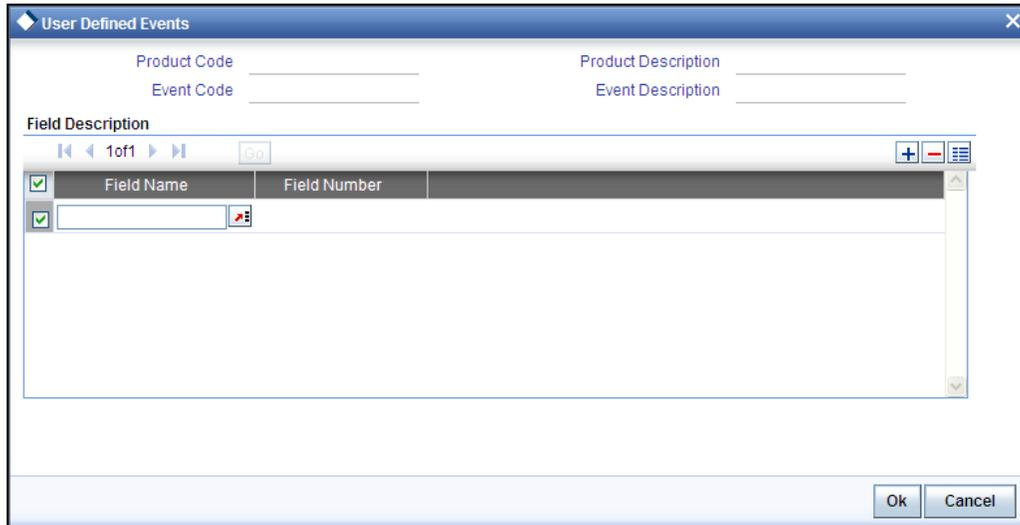 User Defined Events
Product Code Product Description
Event Code Event Description
Field Description
1of1 Go
Field Name Field Number
Ok Cancel